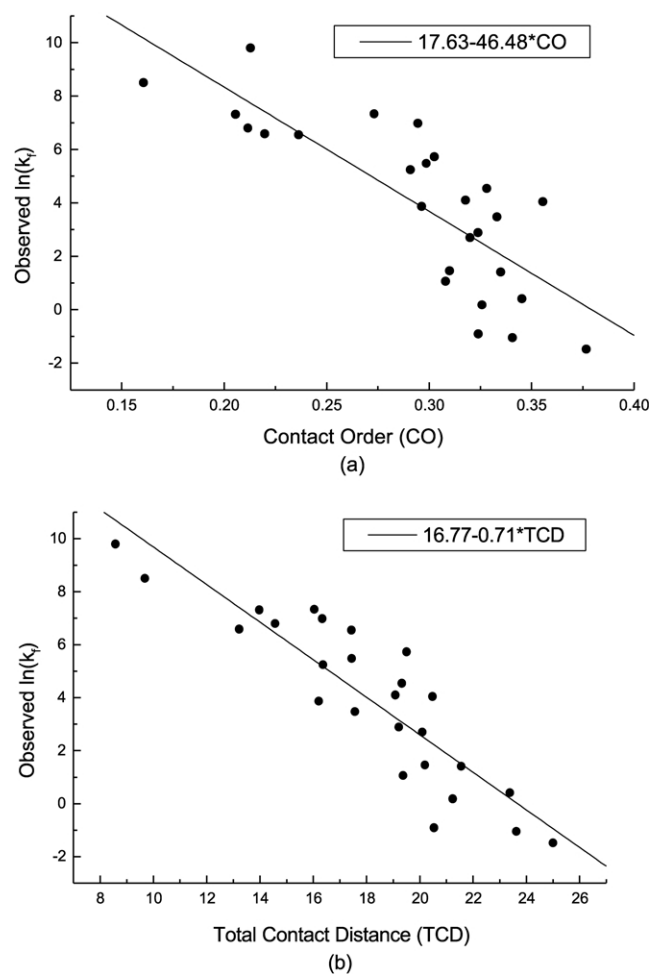 17.63-46.48*CO
10
8
6
4
2
0
-2
Observed ln(k_f)
0.15 0.20 0.25 0.30 0.35 0.40
Contact Order (CO)
(a)
16.77-0.71*TCD
10
8
6
4
2
0
-2
Observed ln(k_f)
8 10 12 14 16 18 20 22 24 26
Total Contact Distance (TCD)
(b)